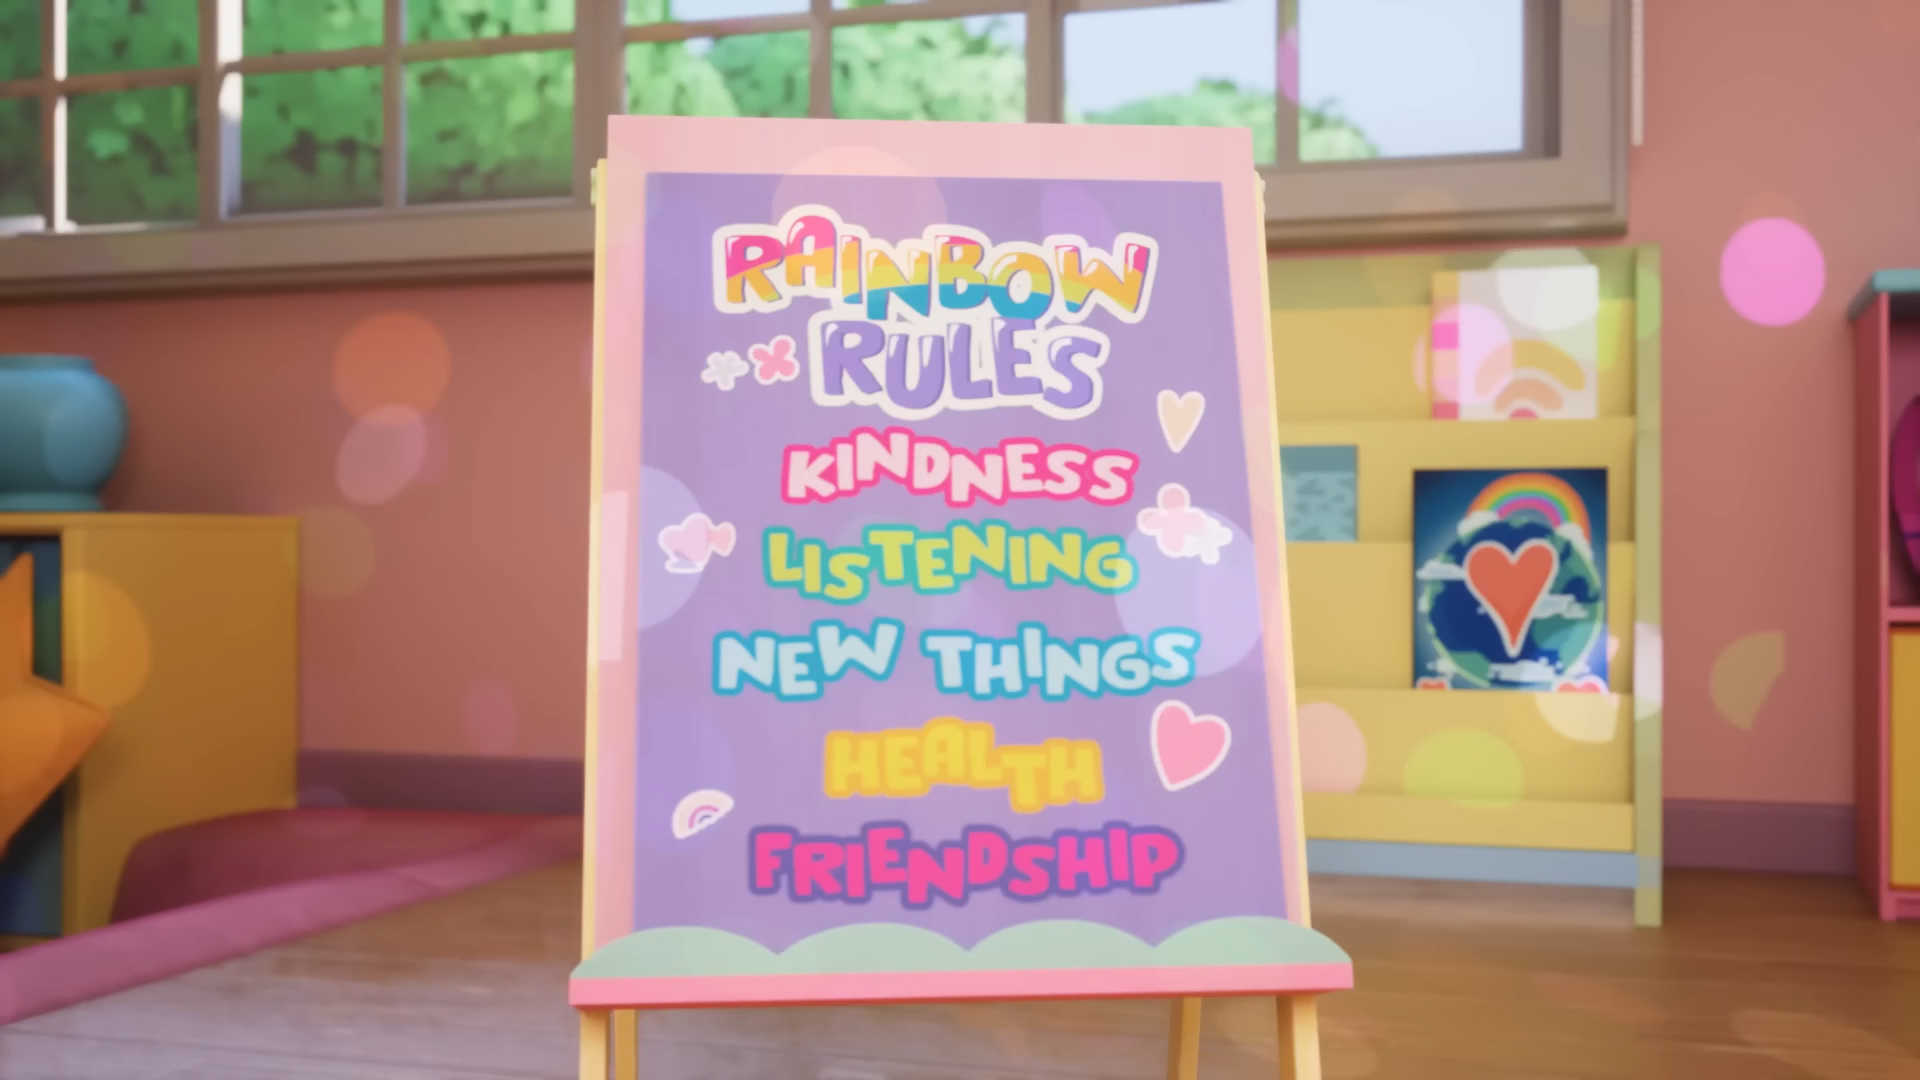 RAINBOW
RULES
KINDNESS
LISTENING
NEW THINGS
HEALTH
FRIENDSHIP